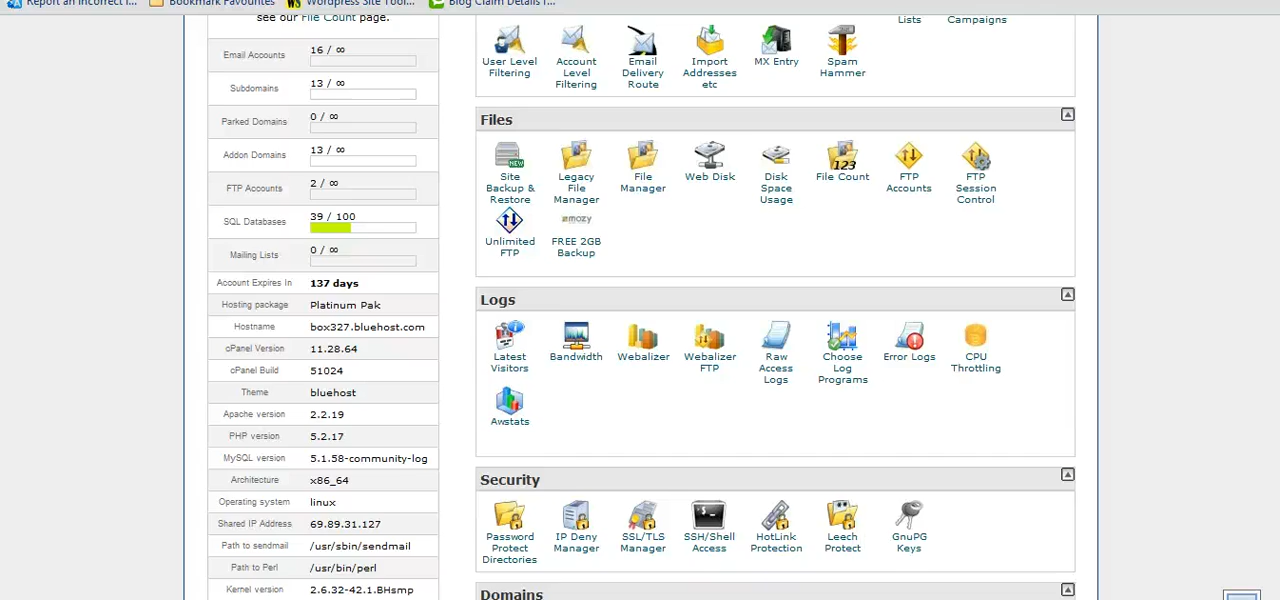 Report an Incorrect I...
Bookmark Favourites
Wordpress Site Tool...
Blog Claim Details f...
see our File Count page.
Email Accounts 16 / ∞
Subdomains 13 / ∞
Parked Domains 0 / ∞
Addon Domains 13 / ∞
FTP Accounts 2 / ∞
SQL Databases 39 / 100
Mailing Lists 0 / ∞
Account Expires In 137 days
Hosting package Platinum Pak
Hostname box327.bluehost.com
cPanel Version 11.28.64
cPanel Build 51024
Theme bluehost
Apache version 2.2.19
PHP version 5.2.17
MySQL version 5.1.58-community-log
Architecture x86_64
Operating system linux
Shared IP Address 69.89.31.127
Path to sendmail /usr/sbin/sendmail
Path to Perl /usr/bin/perl
Kernel version 2.6.32-42.1.BHsmp
Lists
Campaigns
User Level
Filtering
Account
Level
Filtering
Email
Delivery
Route
Import
Addresses
etc
MX Entry
Spam
Hammer
Files
NEW
Site
Backup &
Restore
Legacy
File
Manager
File
Manager
Web Disk
Disk
Space
Usage
123
File Count
FTP
Accounts
FTP
Session
Control
Unlimited
FTP
mozy
FREE 2GB
Backup
Logs
Latest
Visitors
Bandwidth
Webalizer
Webalizer
FTP
Raw
Access
Logs
Choose
Log
Programs
Error Logs
CPU
Throttling
Awstats
Security
Password
Protect
Directories
IP Deny
Manager
SSL/TLS
Manager
SSH/Shell
Access
HotLink
Protection
Leech
Protect
GnuPG
Keys
Domains